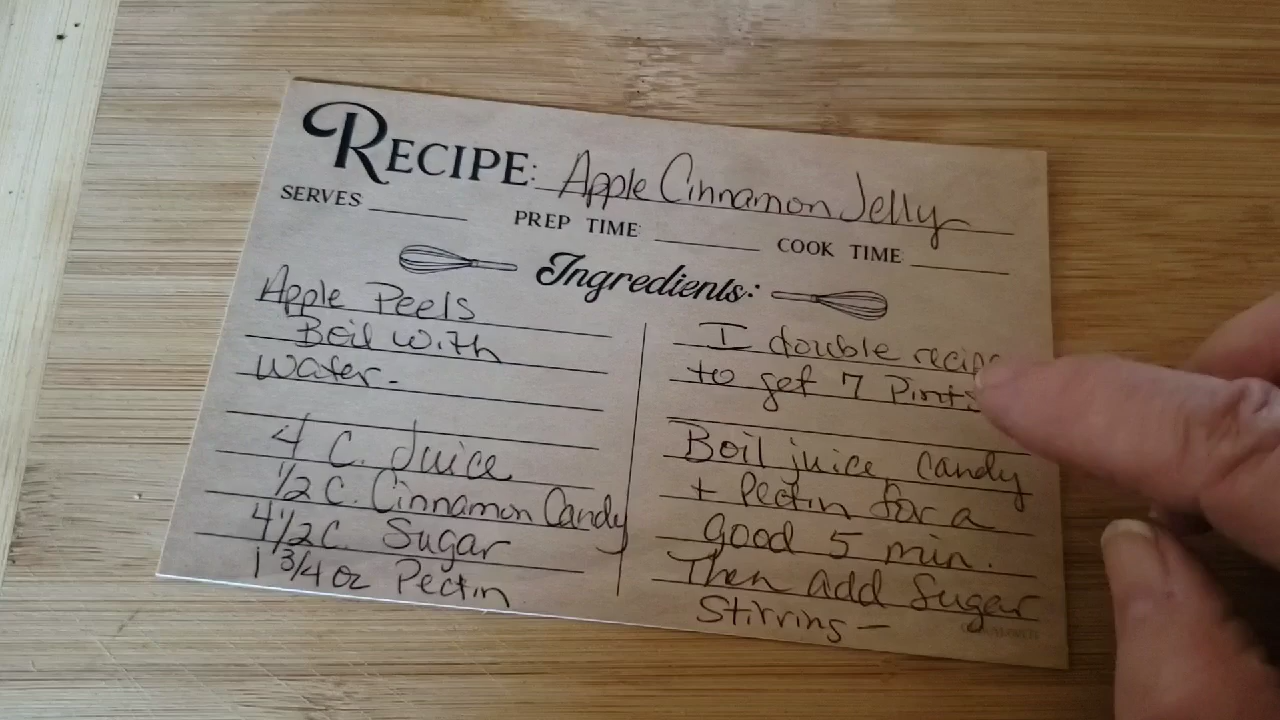 RECIPE: Apple Cinnamon Jelly
SERVES PREP TIME COOK TIME
Ingredients:
Apple Peels
Boil with
water-
4 C. Juice
1/2 C. Cinnamon Candy
4 1/2 C. Sugar
1 3/4 oz Pectin
I double recipe
to get 7 Pints
Boil juice, Candy
+ Pectin for a
good 5 min.
Then add Sugar
Stirring -